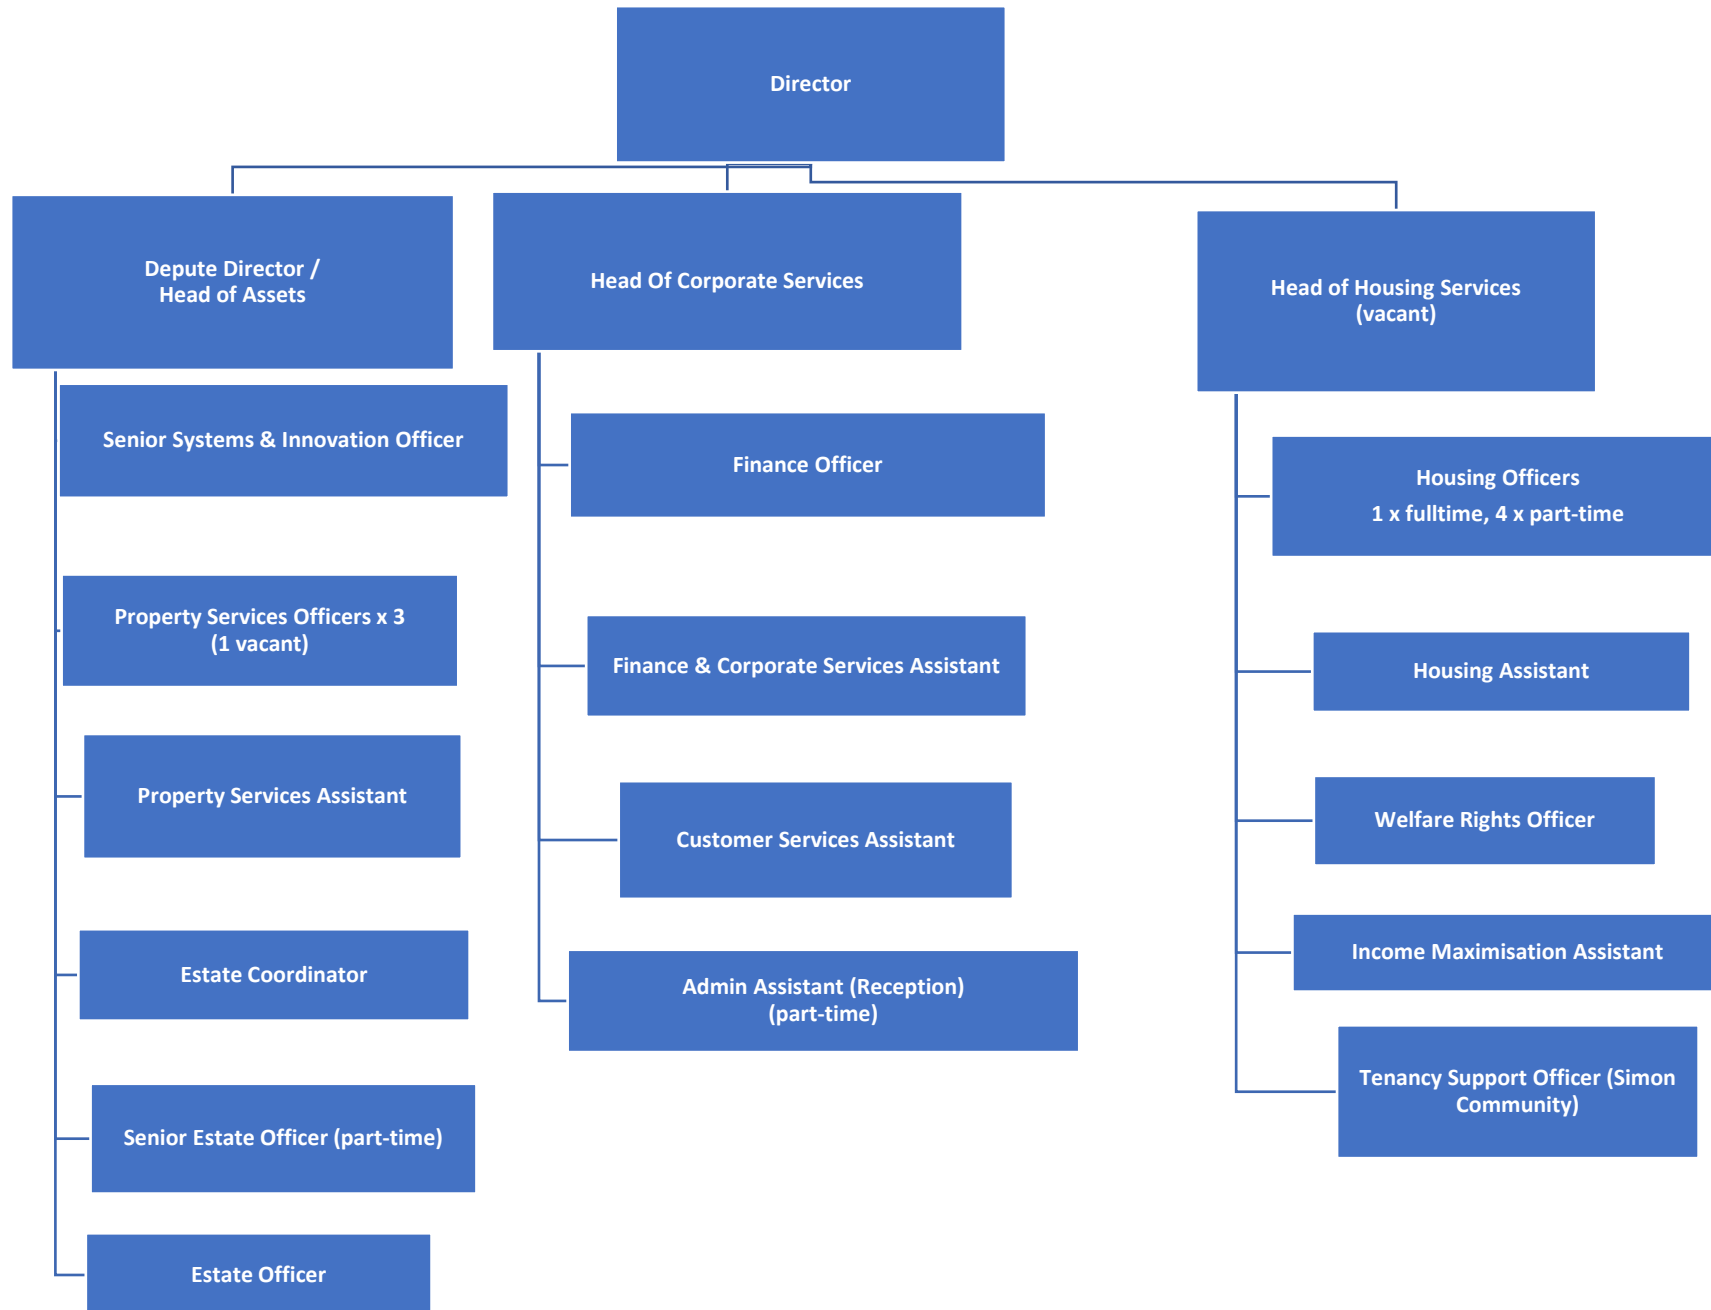 Director
Depute Director /
Head of Assets
Head Of Corporate Services
Head of Housing Services
(vacant)
Senior Systems & Innovation Officer
Property Services Officers x 3
(1 vacant)
Property Services Assistant
Estate Coordinator
Senior Estate Officer (part-time)
Estate Officer
Finance Officer
Finance & Corporate Services Assistant
Customer Services Assistant
Admin Assistant (Reception)
(part-time)
Housing Officers
1 x fulltime, 4 x part-time
Housing Assistant
Welfare Rights Officer
Income Maximisation Assistant
Tenancy Support Officer (Simon
Community)